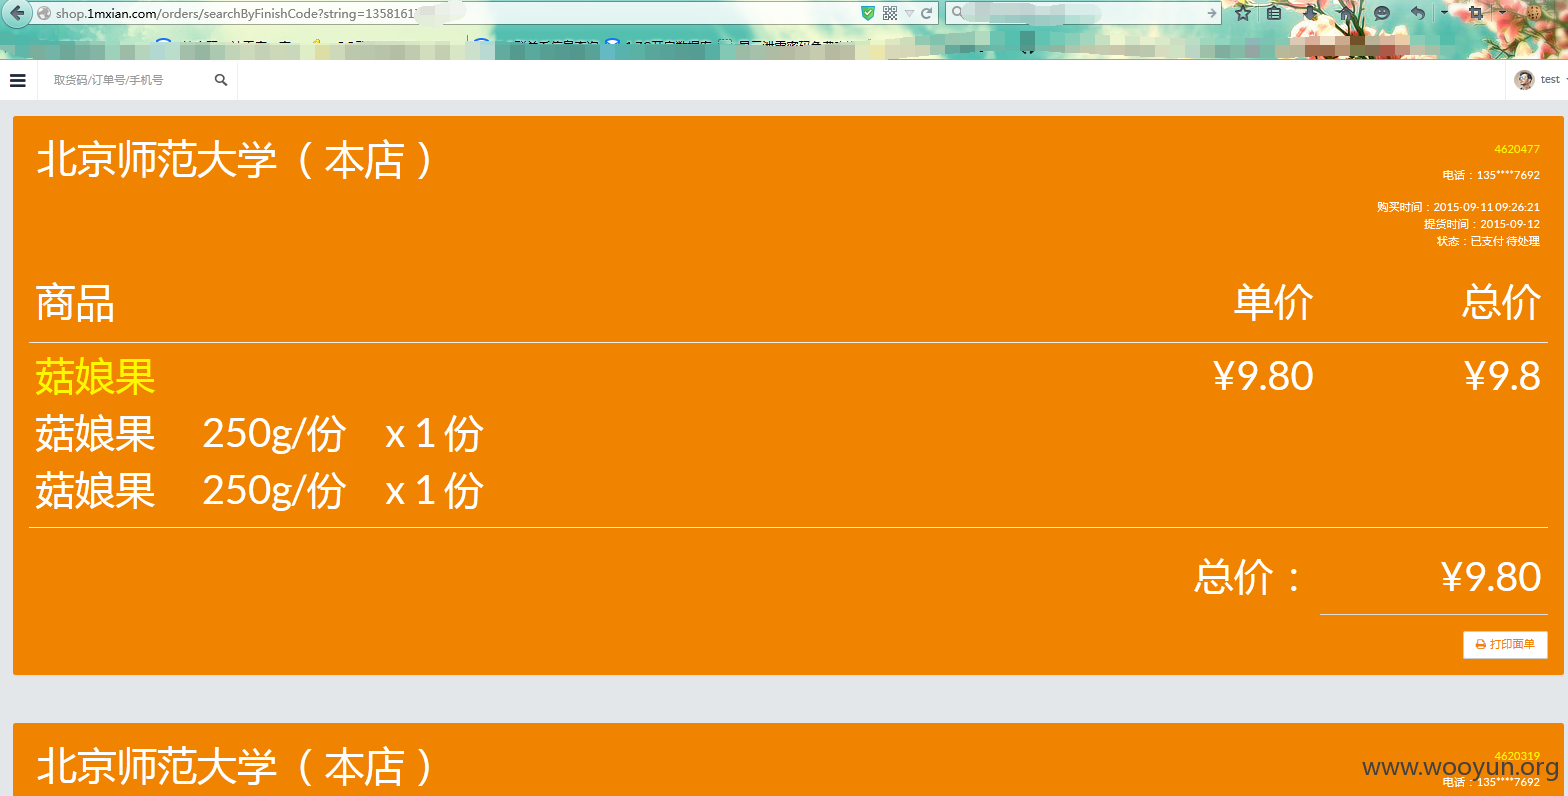 shop.1mxian.com/orders/searchByFinishCode?string=1358161
取货码/订单号/手机号
test
北京师范大学（本店）
4620477
电话：135****7692
购买时间：2015-09-11 09:26:21
提货时间：2015-09-12
状态：已支付 待处理
商品 单价 总价
菇娘果 ¥9.80 ¥9.8
菇娘果 250g/份 x 1 份
菇娘果 250g/份 x 1 份
总价： ¥9.80
打印面单
北京师范大学（本店）
4620319
www.wooyun.org
电话：135****7692